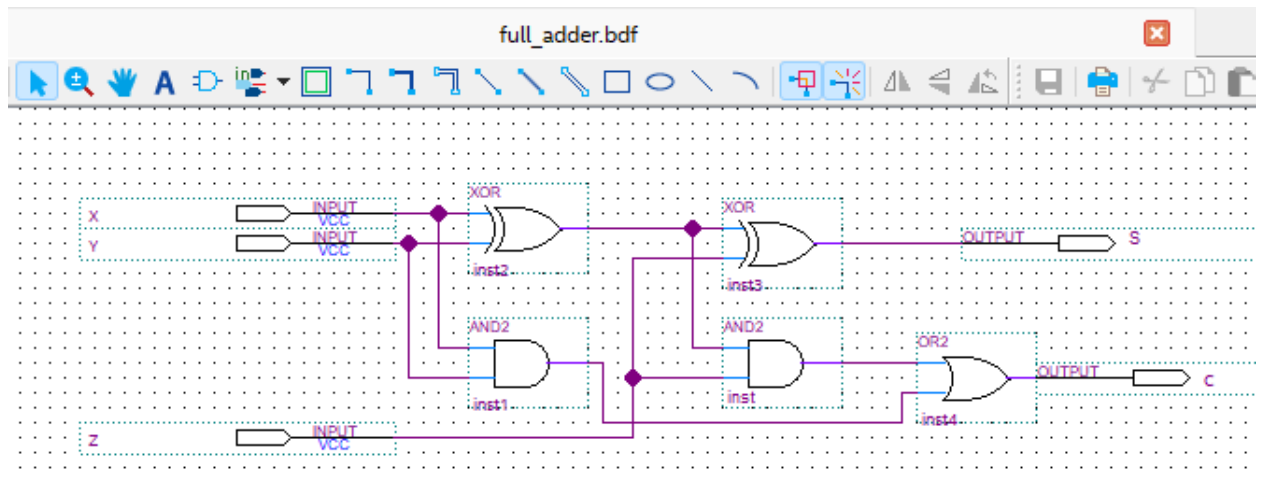 full_adder.bdf
A
in
XOR
XOR
X
INPUT
VCC
Y
INPUT
VCC
OUTPUT
S
inst2
inst3
AND2
AND2
OR2
OUTPUT
C
inst1
inst
inst4
Z
INPUT
VCC